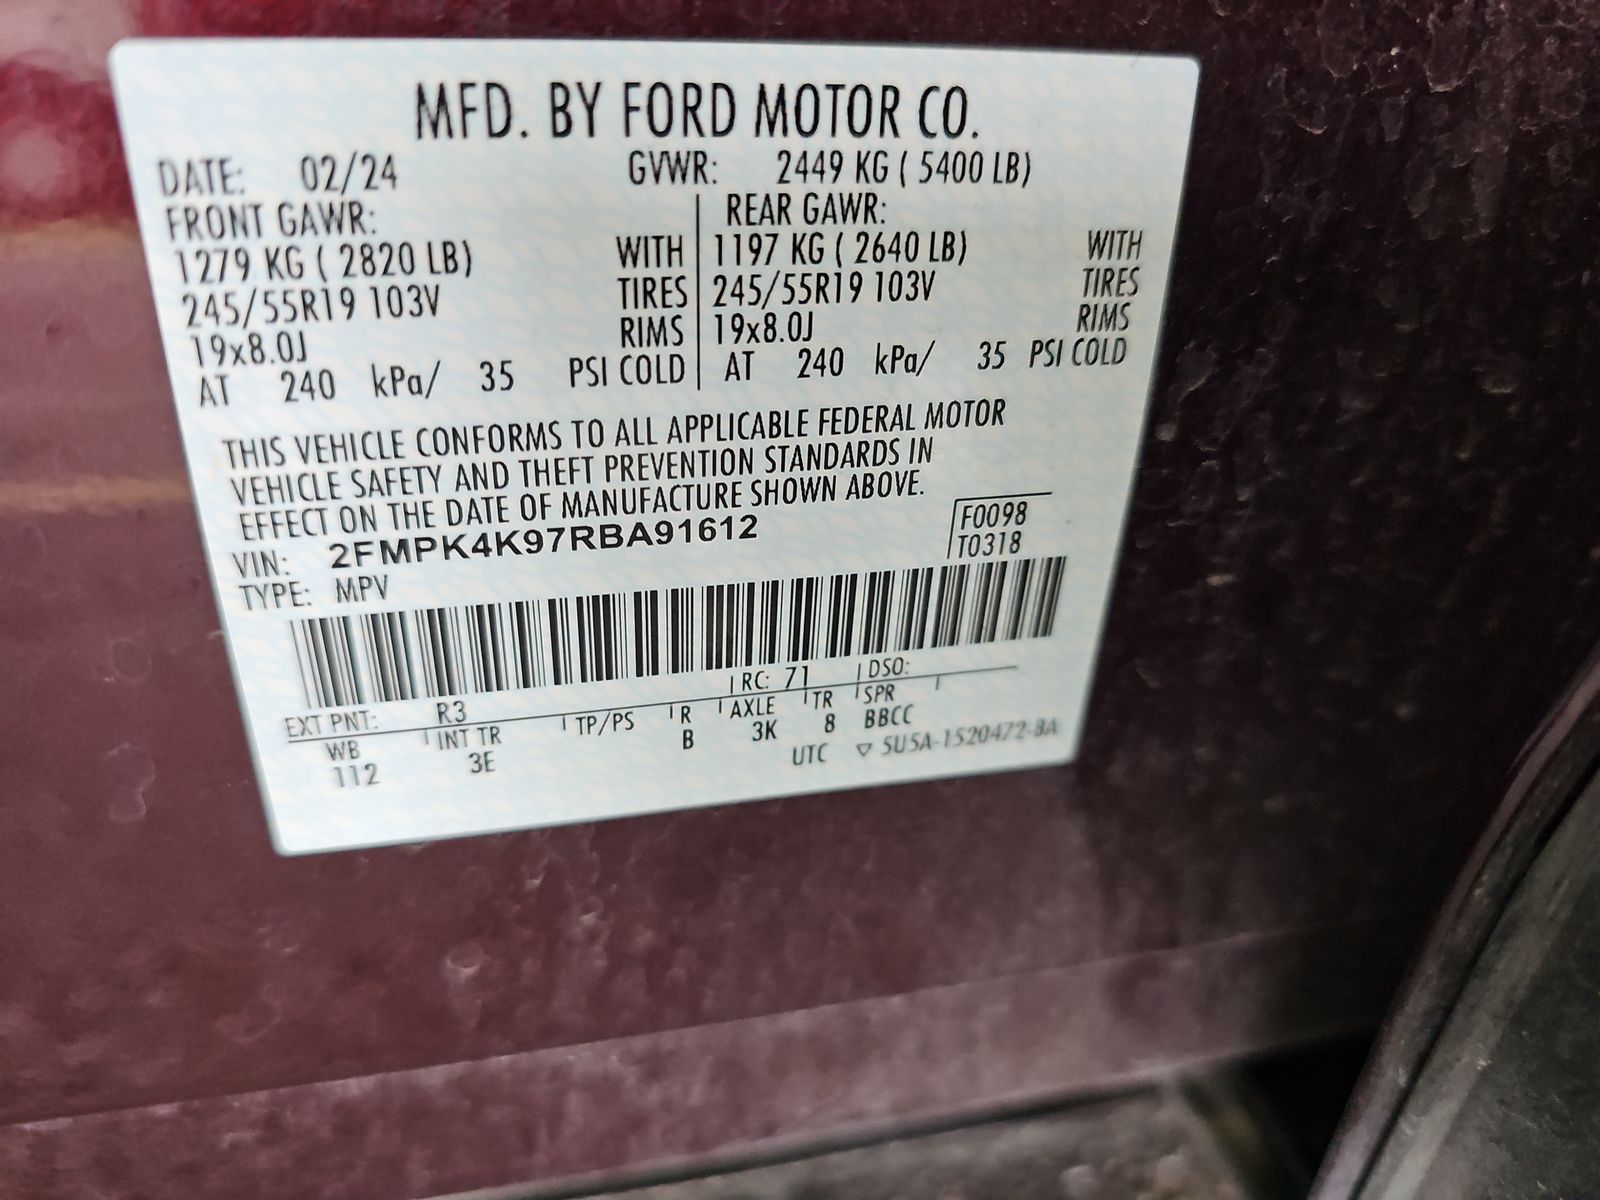 MFD. BY FORD MOTOR CO.
DATE: 02/24 GVWR: 2449 KG ( 5400 LB)
FRONT GAWR: REAR GAWR:
1279 KG ( 2820 LB) WITH 1197 KG ( 2640 LB) WITH
245/55R19 103V TIRES 245/55R19 103V TIRES
19x8.0J RIMS 19x8.0J RIMS
AT 240 kPa/ 35 PSI COLD AT 240 kPa/ 35 PSI COLD
THIS VEHICLE CONFORMS TO ALL APPLICABLE FEDERAL MOTOR
VEHICLE SAFETY AND THEFT PREVENTION STANDARDS IN
EFFECT ON THE DATE OF MANUFACTURE SHOWN ABOVE.
VIN: 2FMPK4K97RBA91612 F0098
TYPE: MPV T0318
EXT PNT: R3 RC: 71 DSO:
WB INT TR TP/PS R AXLE TR SPR
112 3E B 3K 8 BBCC
UTC ▽ 5U5A-1520472-BA